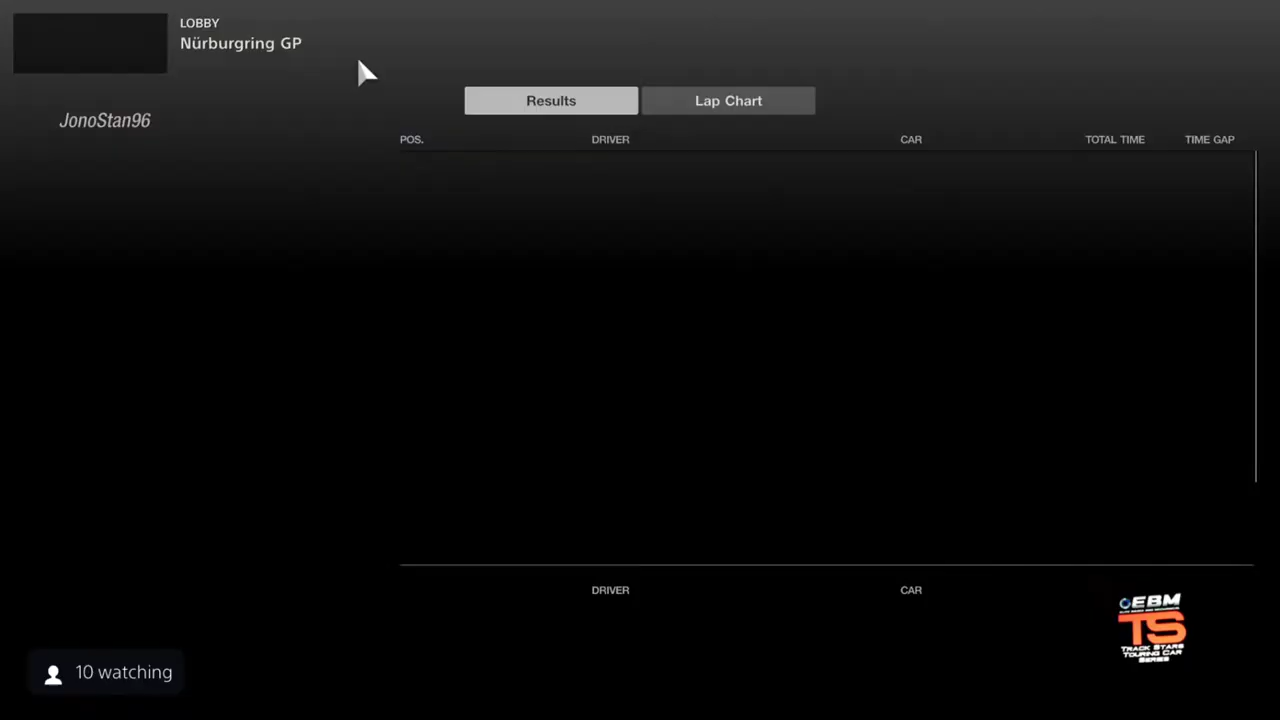 LOBBY
Nürburgring GP
JonoStan96
Results
Lap Chart
POS.
DRIVER
CAR
TOTAL TIME
TIME GAP
DRIVER
CAR
EBM
TS
TRACK STARS
TOURING CAR
SERIES
10 watching